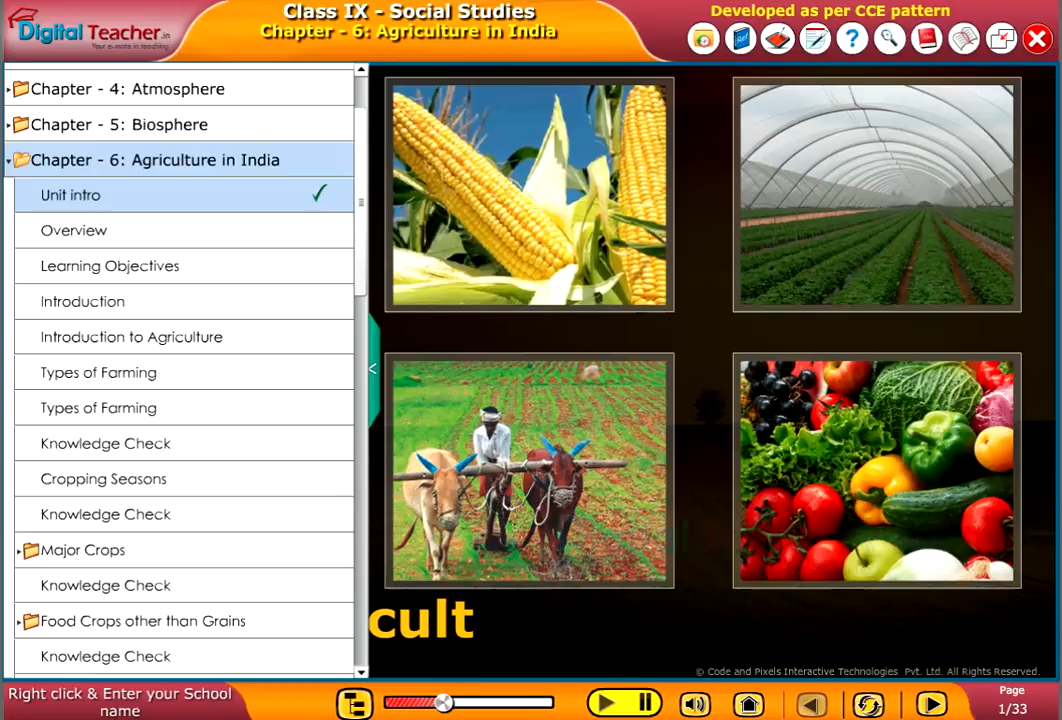 Digital Teacher.in
Your e-mate in teaching
Class IX - Social Studies
Chapter - 6: Agriculture in India
Developed as per CCE pattern
Ref
?
Chapter - 4: Atmosphere
Chapter - 5: Biosphere
Chapter - 6: Agriculture in India
Unit intro
Overview
Learning Objectives
Introduction
Introduction to Agriculture
Types of Farming
Types of Farming
Knowledge Check
Cropping Seasons
Knowledge Check
Major Crops
Knowledge Check
Food Crops other than Grains
Knowledge Check
cult
© Code and Pixels Interactive Technologies Pvt. Ltd. All Rights Reserved.
Right click & Enter your School
name
Page
1/33